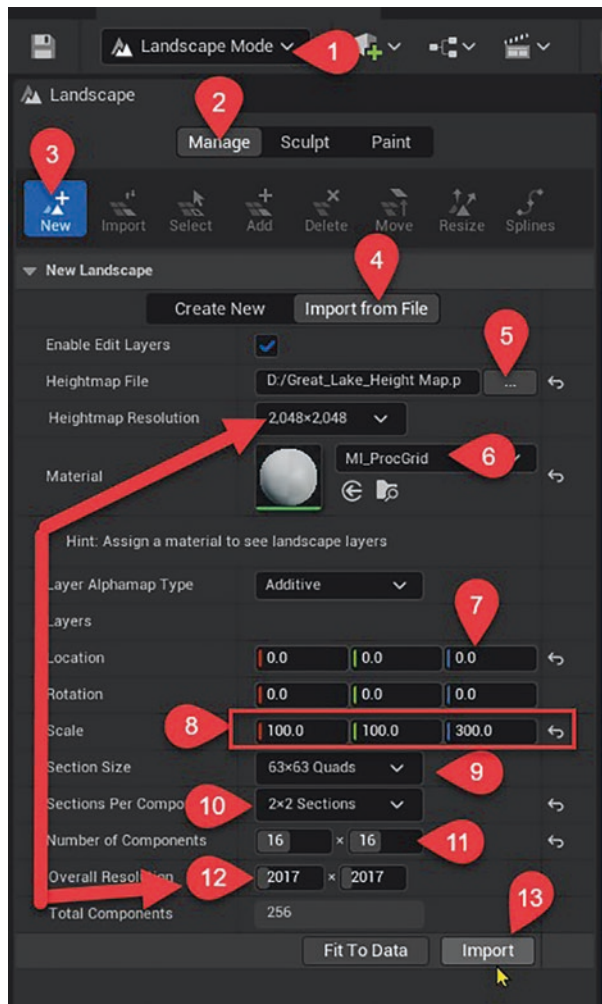 Landscape Mode 1
Landscape
2
Manage Sculpt Paint
3
New Import Select Add Delete Move Resize Splines
New Landscape
4
Create New Import from File
5
Enable Edit Layers
Heightmap File D:/Great_Lake_Height Map.p ...
Heightmap Resolution 2,048×2,048
Material MI_ProcGrid 6
Hint: Assign a material to see landscape layers
Layer Alphamap Type Additive
7
Layers
Location 0.0 0.0 0.0
Rotation 0.0 0.0 0.0
Scale 8 100.0 100.0 300.0
Section Size 63×63 Quads 9
Sections Per Compo 10 2×2 Sections
Number of Components 16 × 16 11
Overall Resolution 12 2017 × 2017
Total Components 256
13
Fit To Data Import